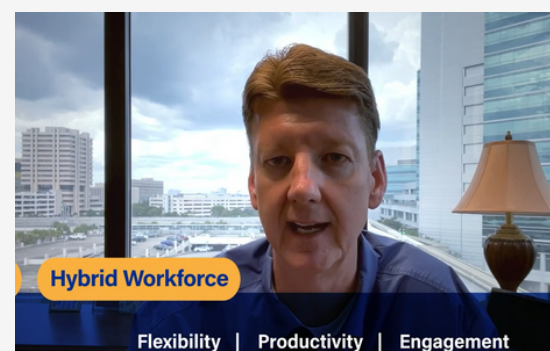 Hybrid Workforce
Flexibility | Productivity | Engagement